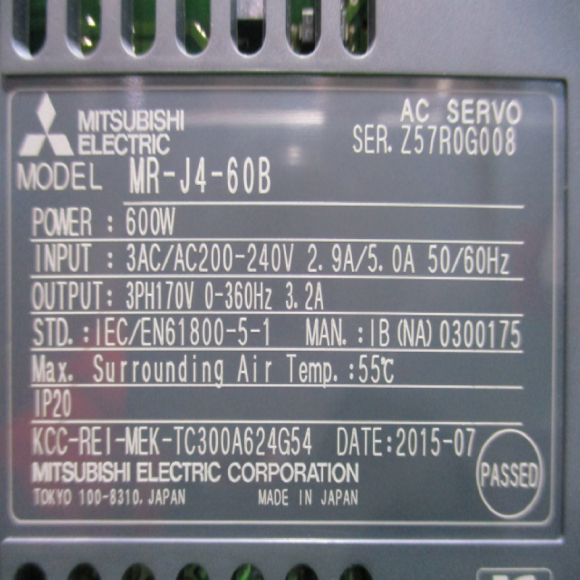 MITSUBISHI
ELECTRIC
AC SERVO
SER. Z57R0G008
MODEL MR-J4-60B
POWER : 600W
INPUT : 3AC/AC200-240V 2.9A/5.0A 50/60Hz
OUTPUT: 3PH170V 0-360Hz 3.2A
STD.:IEC/EN61800-5-1 MAN.:IB(NA)0300175
Max. Surrounding Air Temp.:55℃
IP20
KCC-REI-MEK-TC300A624G54 DATE:2015-07
PASSED
MITSUBISHI ELECTRIC CORPORATION
TOKYO 100-8310, JAPAN MADE IN JAPAN